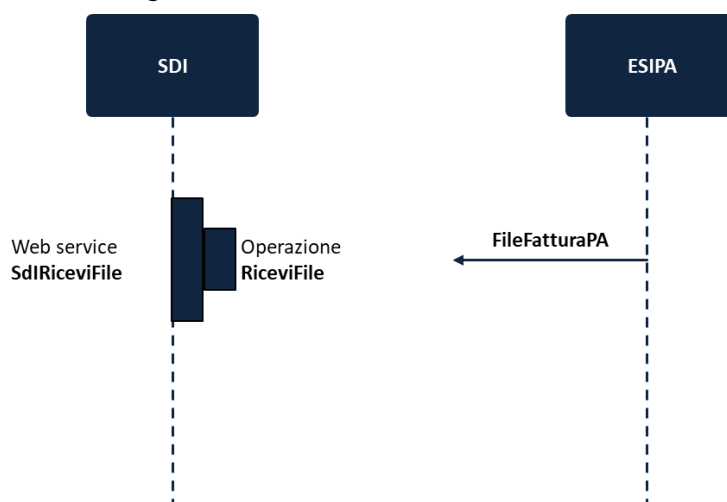 SDI
ESIPA
Web service
SdIRiceviFile
Operazione
RiceviFile
FileFatturaPA